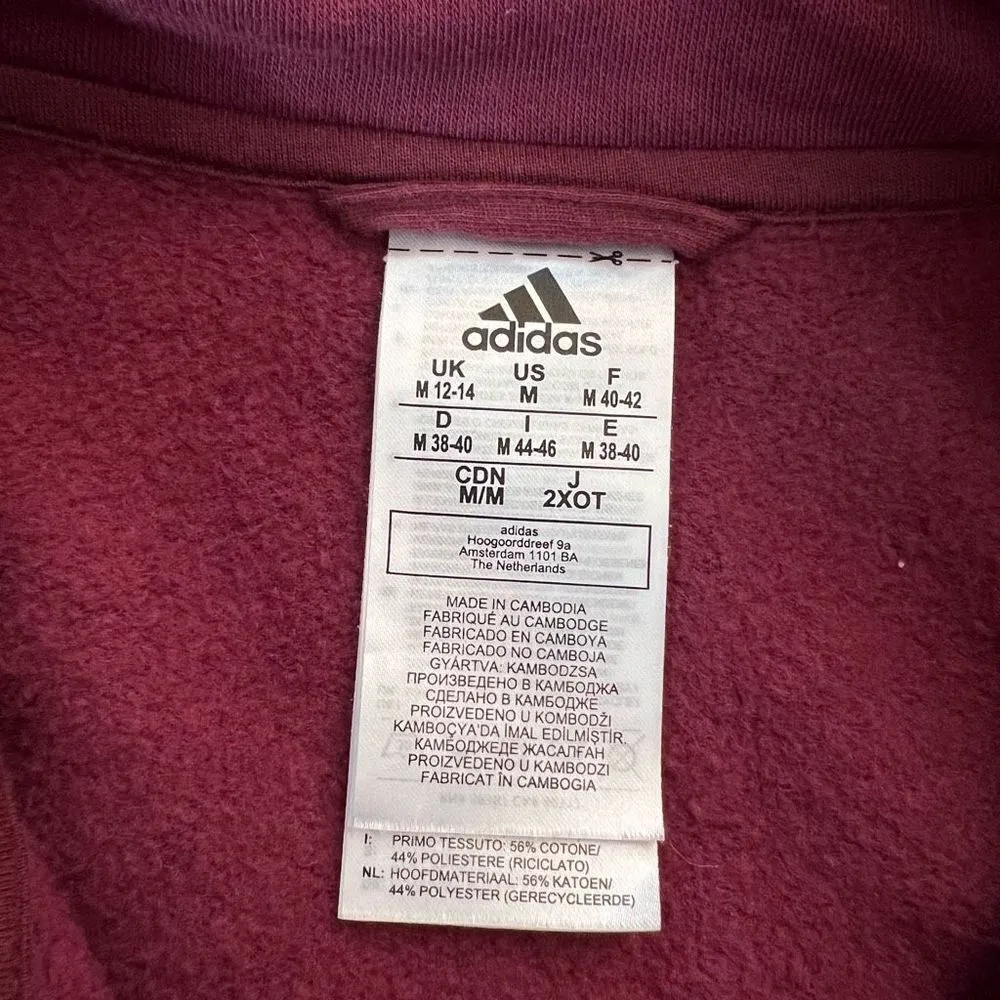 adidas
UK US F
M 12-14 M M 40-42
D I E
M 38-40 M 44-46 M 38-40
CDN J
M/M 2XOT
adidas
Hoogoorddreef 9a
Amsterdam 1101 BA
The Netherlands
MADE IN CAMBODIA
FABRIQUÉ AU CAMBODGE
FABRICADO EN CAMBOYA
FABRICADO NO CAMBOJA
GYÁRTVA: KAMBODZSA
ПРОИЗВЕДЕНО В КАМБОДЖА
СДЕЛАНО В КАМБОДЖЕ
PROIZVEDENO U KOMBODŽI
KAMBOÇYA'DA İMAL EDİLMİŞTİR.
КАМБОДЖЕДЕ ЖАСАЛҒАН
PROIZVEDENO U KAMBODZI
FABRICAT ÎN CAMBOGIA
I: PRIMO TESSUTO: 56% COTONE/
44% POLIESTERE (RICICLATO)
NL: HOOFDMATERIAAL: 56% KATOEN/
44% POLYESTER (GERECYCLEERDE)